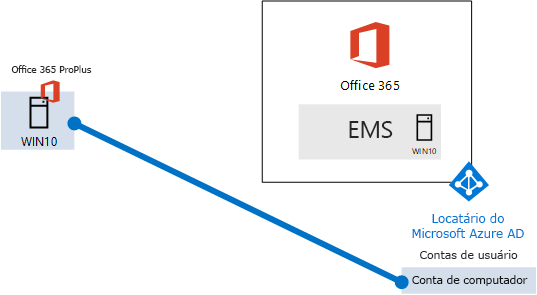 Office 365 ProPlus
WIN10
Office 365
EMS
WIN10
Locatário do
Microsoft Azure AD
Contas de usuário
Conta de computador